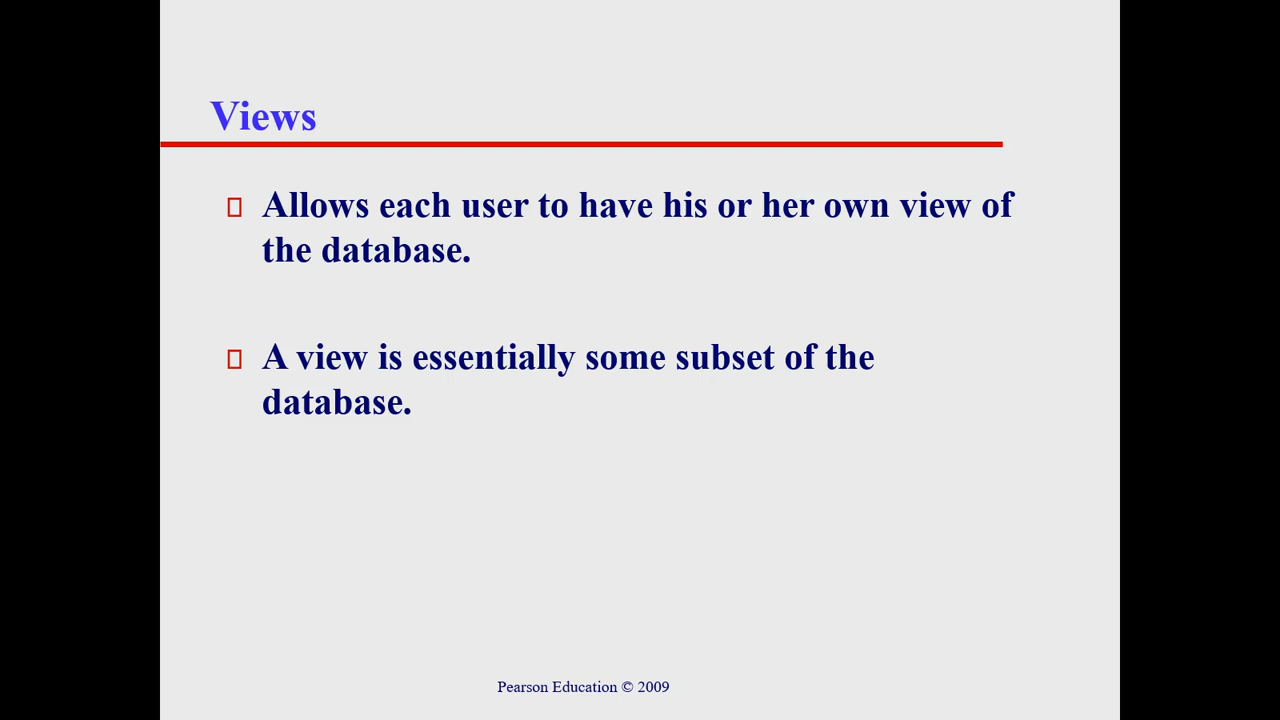 Views
Allows each user to have his or her own view of
the database.
A view is essentially some subset of the
database.
Pearson Education © 2009